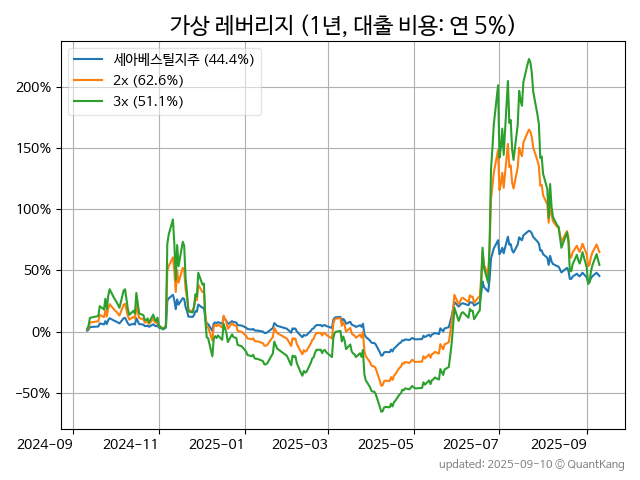 가상 레버리지 (1년, 대출 비용: 연 5%)
세아베스틸지주 (44.4%)
2x (62.6%)
3x (51.1%)
200%
150%
100%
50%
0%
−50%
2024-09
2024-11
2025-01
2025-03
2025-05
2025-07
2025-09
updated: 2025-09-10 © QuantKang